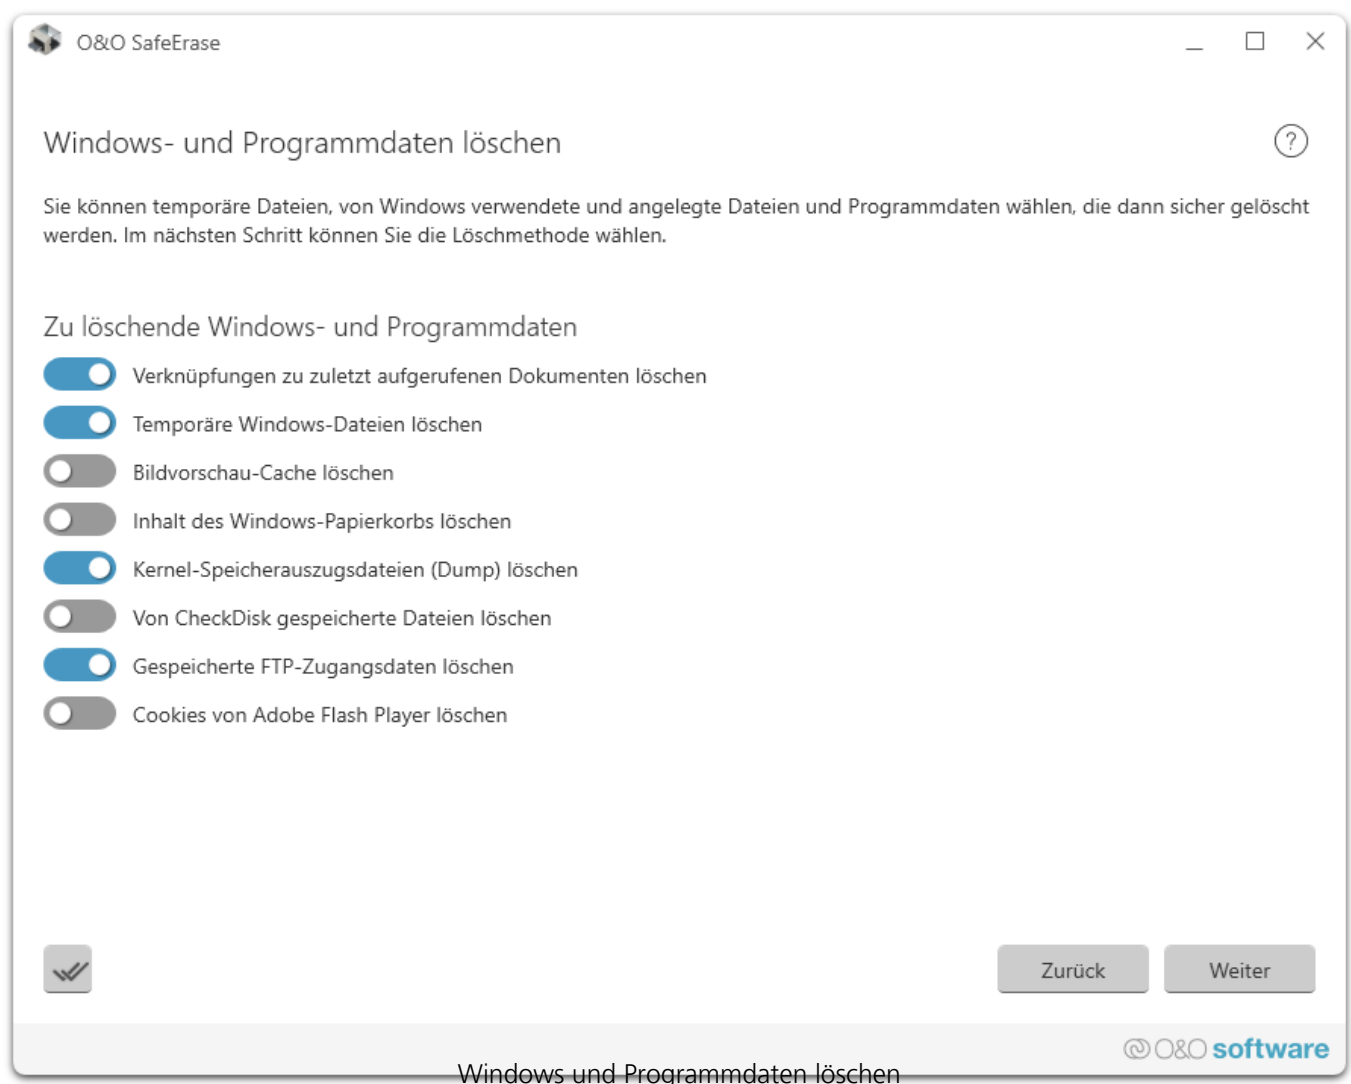 O&O SafeErase
Windows- und Programmdaten löschen
?
Sie können temporäre Dateien, von Windows verwendete und angelegte Dateien und Programmdaten wählen, die dann sicher gelöscht
werden. Im nächsten Schritt können Sie die Löschmethode wählen.
Zu löschende Windows- und Programmdaten
Verknüpfungen zu zuletzt aufgerufenen Dokumenten löschen
Temporäre Windows-Dateien löschen
Bildvorschau-Cache löschen
Inhalt des Windows-Papierkorbs löschen
Kernel-Speicherauszugsdateien (Dump) löschen
Von CheckDisk gespeicherte Dateien löschen
Gespeicherte FTP-Zugangsdaten löschen
Cookies von Adobe Flash Player löschen
Zurück
Weiter
O&O software
Windows und Programmdaten löschen